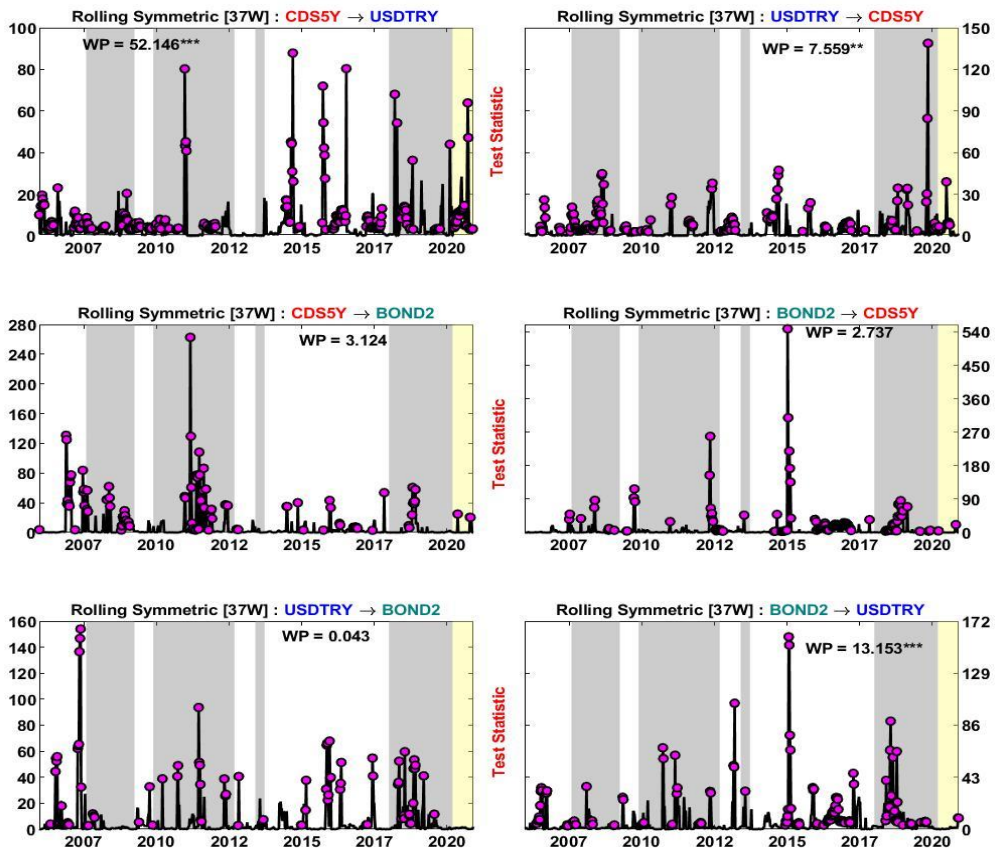 Rolling Symmetric [37W] : CDS5Y → USDTRY
WP = 52.146***
100
80
60
40
20
0
2007 2010 2012 2015 2017 2020
Rolling Symmetric [37W] : USDTRY → CDS5Y
WP = 7.559**
Test Statistic
150
120
90
60
30
0
2007 2010 2012 2015 2017 2020
Rolling Symmetric [37W] : CDS5Y → BOND2
WP = 3.124
280
240
200
160
120
80
40
0
2007 2010 2012 2015 2017 2020
Rolling Symmetric [37W] : BOND2 → CDS5Y
WP = 2.737
Test Statistic
540
450
360
270
150
90
0
2007 2010 2012 2015 2017 2020
Rolling Symmetric [37W] : USDTRY → BOND2
WP = 0.043
160
140
120
100
80
60
40
20
0
2007 2010 2012 2015 2017 2020
Rolling Symmetric [37W] : BOND2 → USDTRY
WP = 13.153***
Test Statistic
172
129
86
43
0
2007 2010 2012 2015 2017 2020